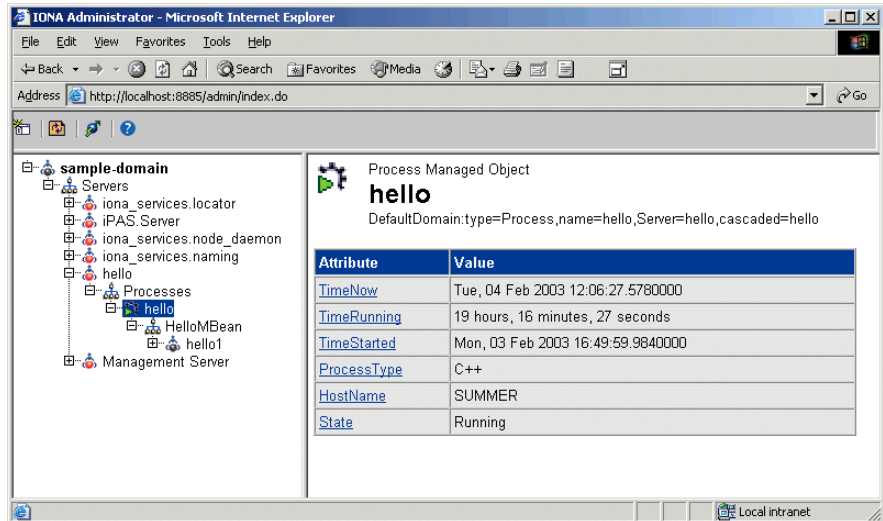 IONA Administrator - Microsoft Internet Explorer
File Edit View Favorites Tools Help
Back Search Favorites Media
Address http://localhost:8885/admin/index.do Go
sample-domain
Servers
iona_services.locator
iPAS.Server
iona_services.node_daemon
iona_services.naming
hello
Processes
hello
HelloMBean
hello1
Management Server
Process Managed Object
hello
DefaultDomain:type=Process,name=hello,Server=hello,cascaded=hello
Attribute Value
TimeNow Tue, 04 Feb 2003 12:06:27.5780000
TimeRunning 19 hours, 16 minutes, 27 seconds
TimeStarted Mon, 03 Feb 2003 16:49:59.9840000
ProcessType C++
HostName SUMMER
State Running
Local intranet